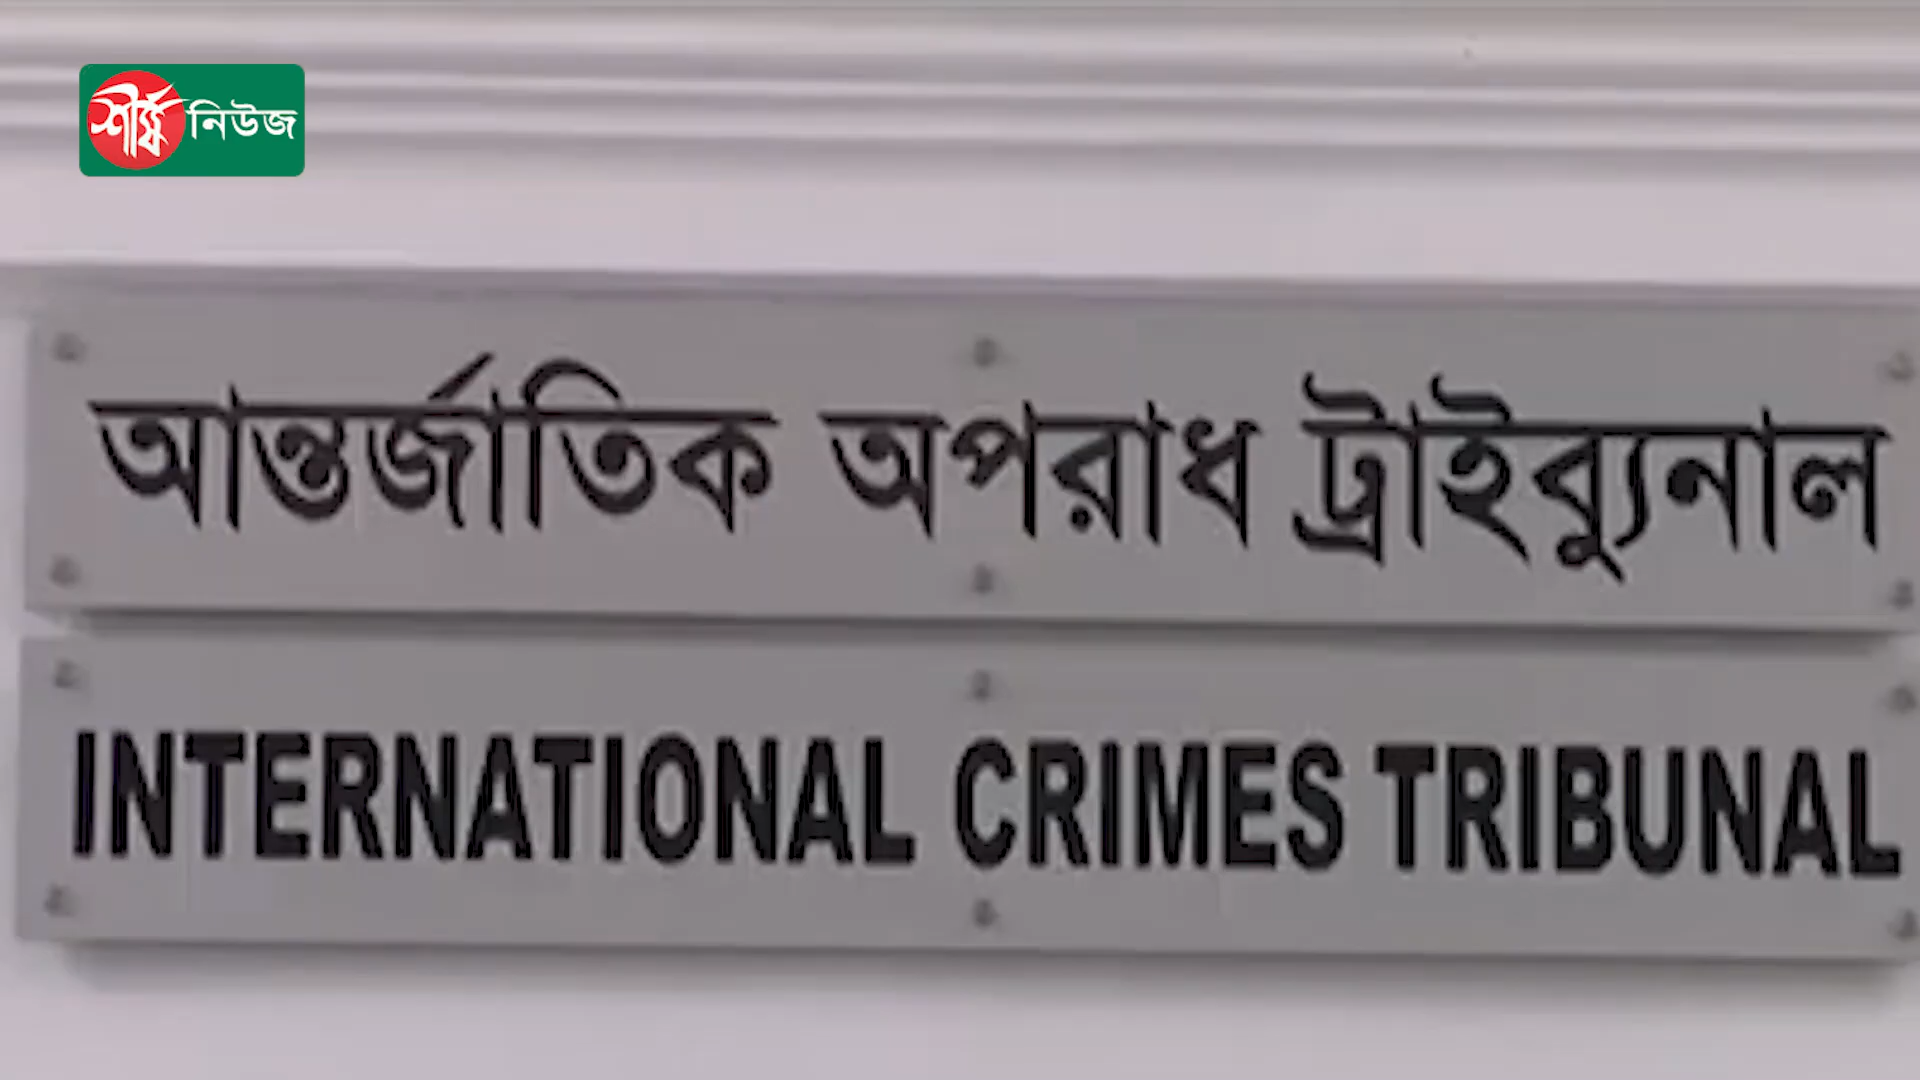 শীর্ষ নিউজ
আন্তর্জাতিক অপরাধ ট্রাইব্যুনাল
INTERNATIONAL CRIMES TRIBUNAL